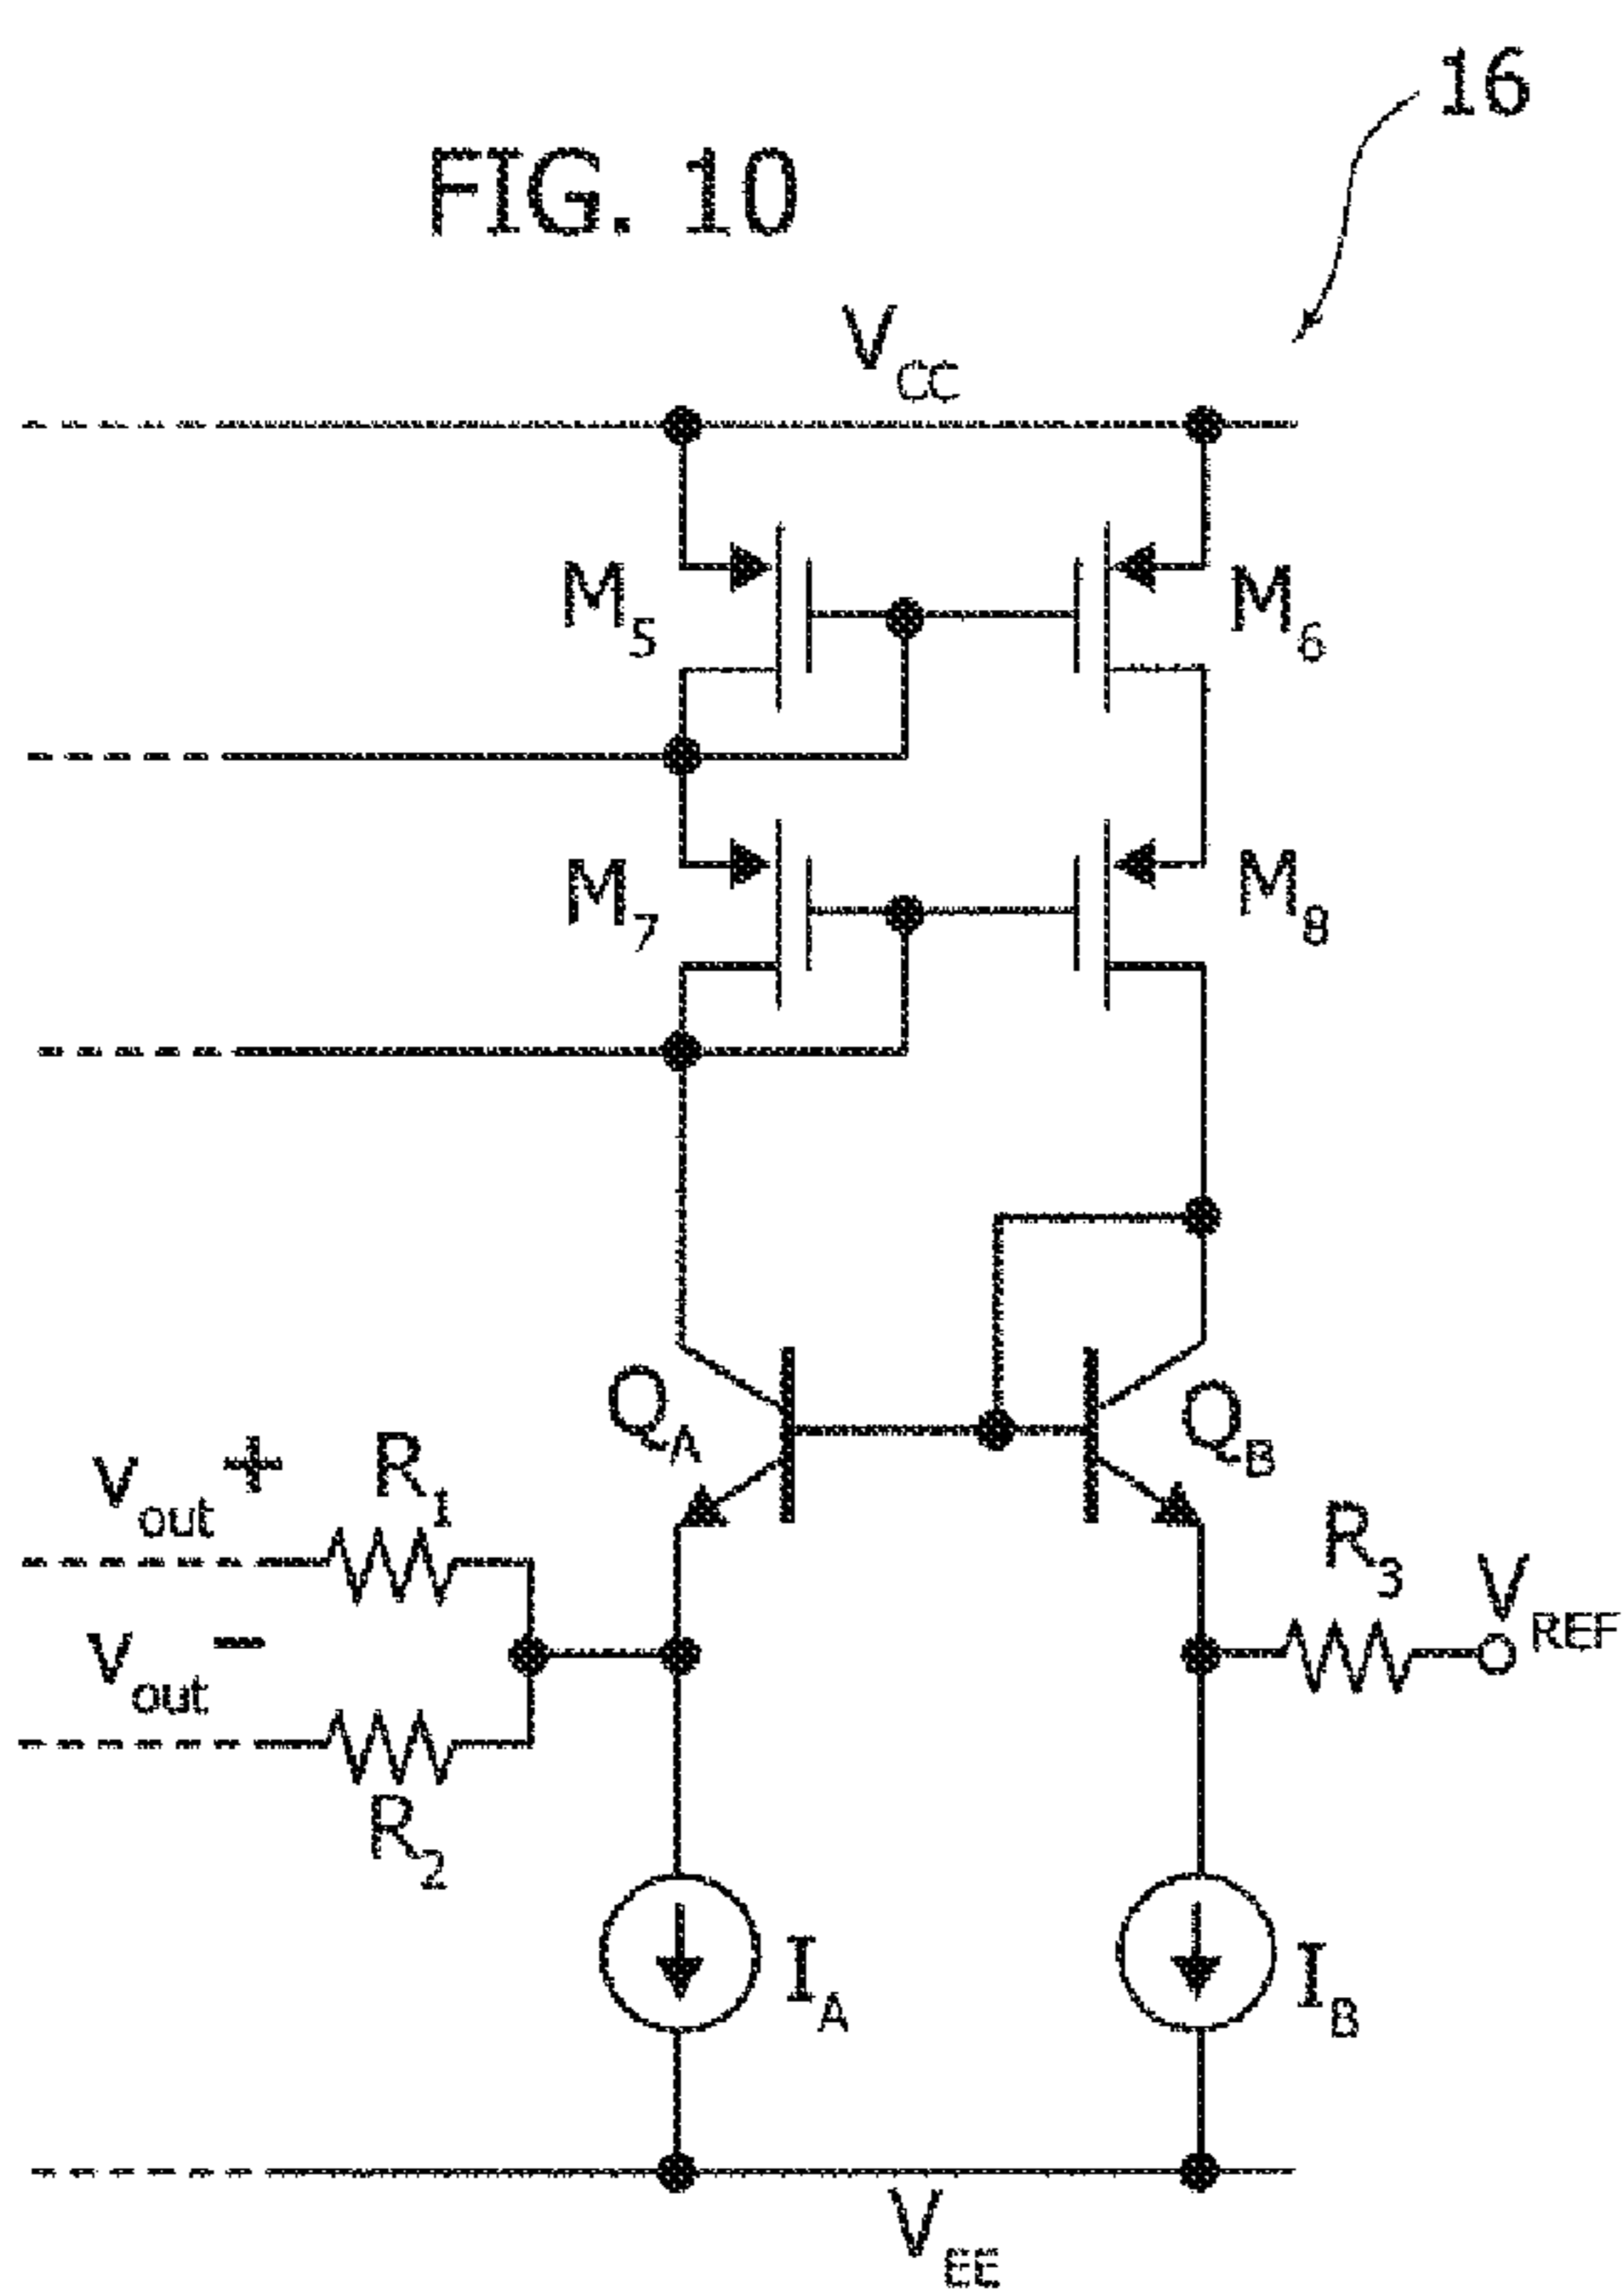 16
FIG. 10
VCC
M5
M6
M7
M8
QA
QB
vout+
R1
R3
VREF
vout−
R2
IA
IB
VEE